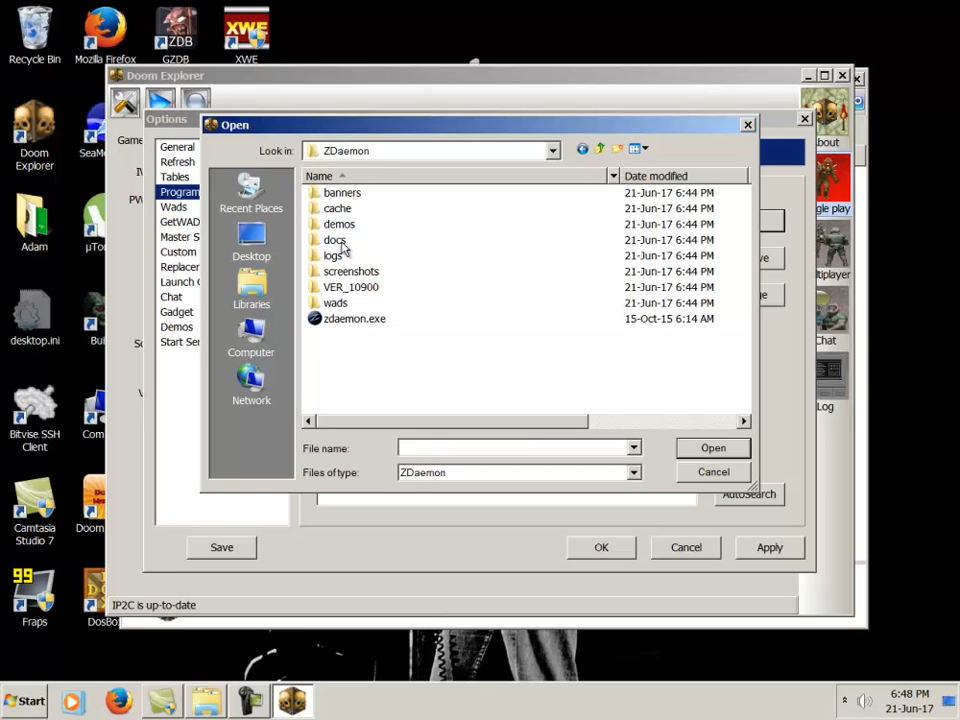 Recycle Bin
Mozilla Firefox
ZDB
GZDB
XWE
XWE
Doom Explorer
Adam
desktop.ini
Bitvise SSH Client
Camtasia Studio 7
99
Fraps
SeaM
µTor
Bui
Com
Doom
DosBo
Doom Explorer
Game
Options
General
Refresh
Tables
Program
Wads
GetWAD
Master S
Custom
Replacer
Launch
Chat
Gadget
Demos
Start Ser
Save
Open
Look in:
ZDaemon
Recent Places
Desktop
Libraries
Computer
Network
Name
Date modified
banners
21-Jun-17 6:44 PM
cache
21-Jun-17 6:44 PM
demos
21-Jun-17 6:44 PM
docs
21-Jun-17 6:44 PM
logs
21-Jun-17 6:44 PM
screenshots
21-Jun-17 6:44 PM
VER_10900
21-Jun-17 6:44 PM
wads
21-Jun-17 6:44 PM
zdaemon.exe
15-Oct-15 6:14 AM
File name:
Open
Files of type:
ZDaemon
Cancel
AutoSearch
OK
Cancel
Apply
About
gle play
ultiplayer
Chat
Log
ve
ge
IP2C is up-to-date
Start
6:48 PM
21-Jun-17